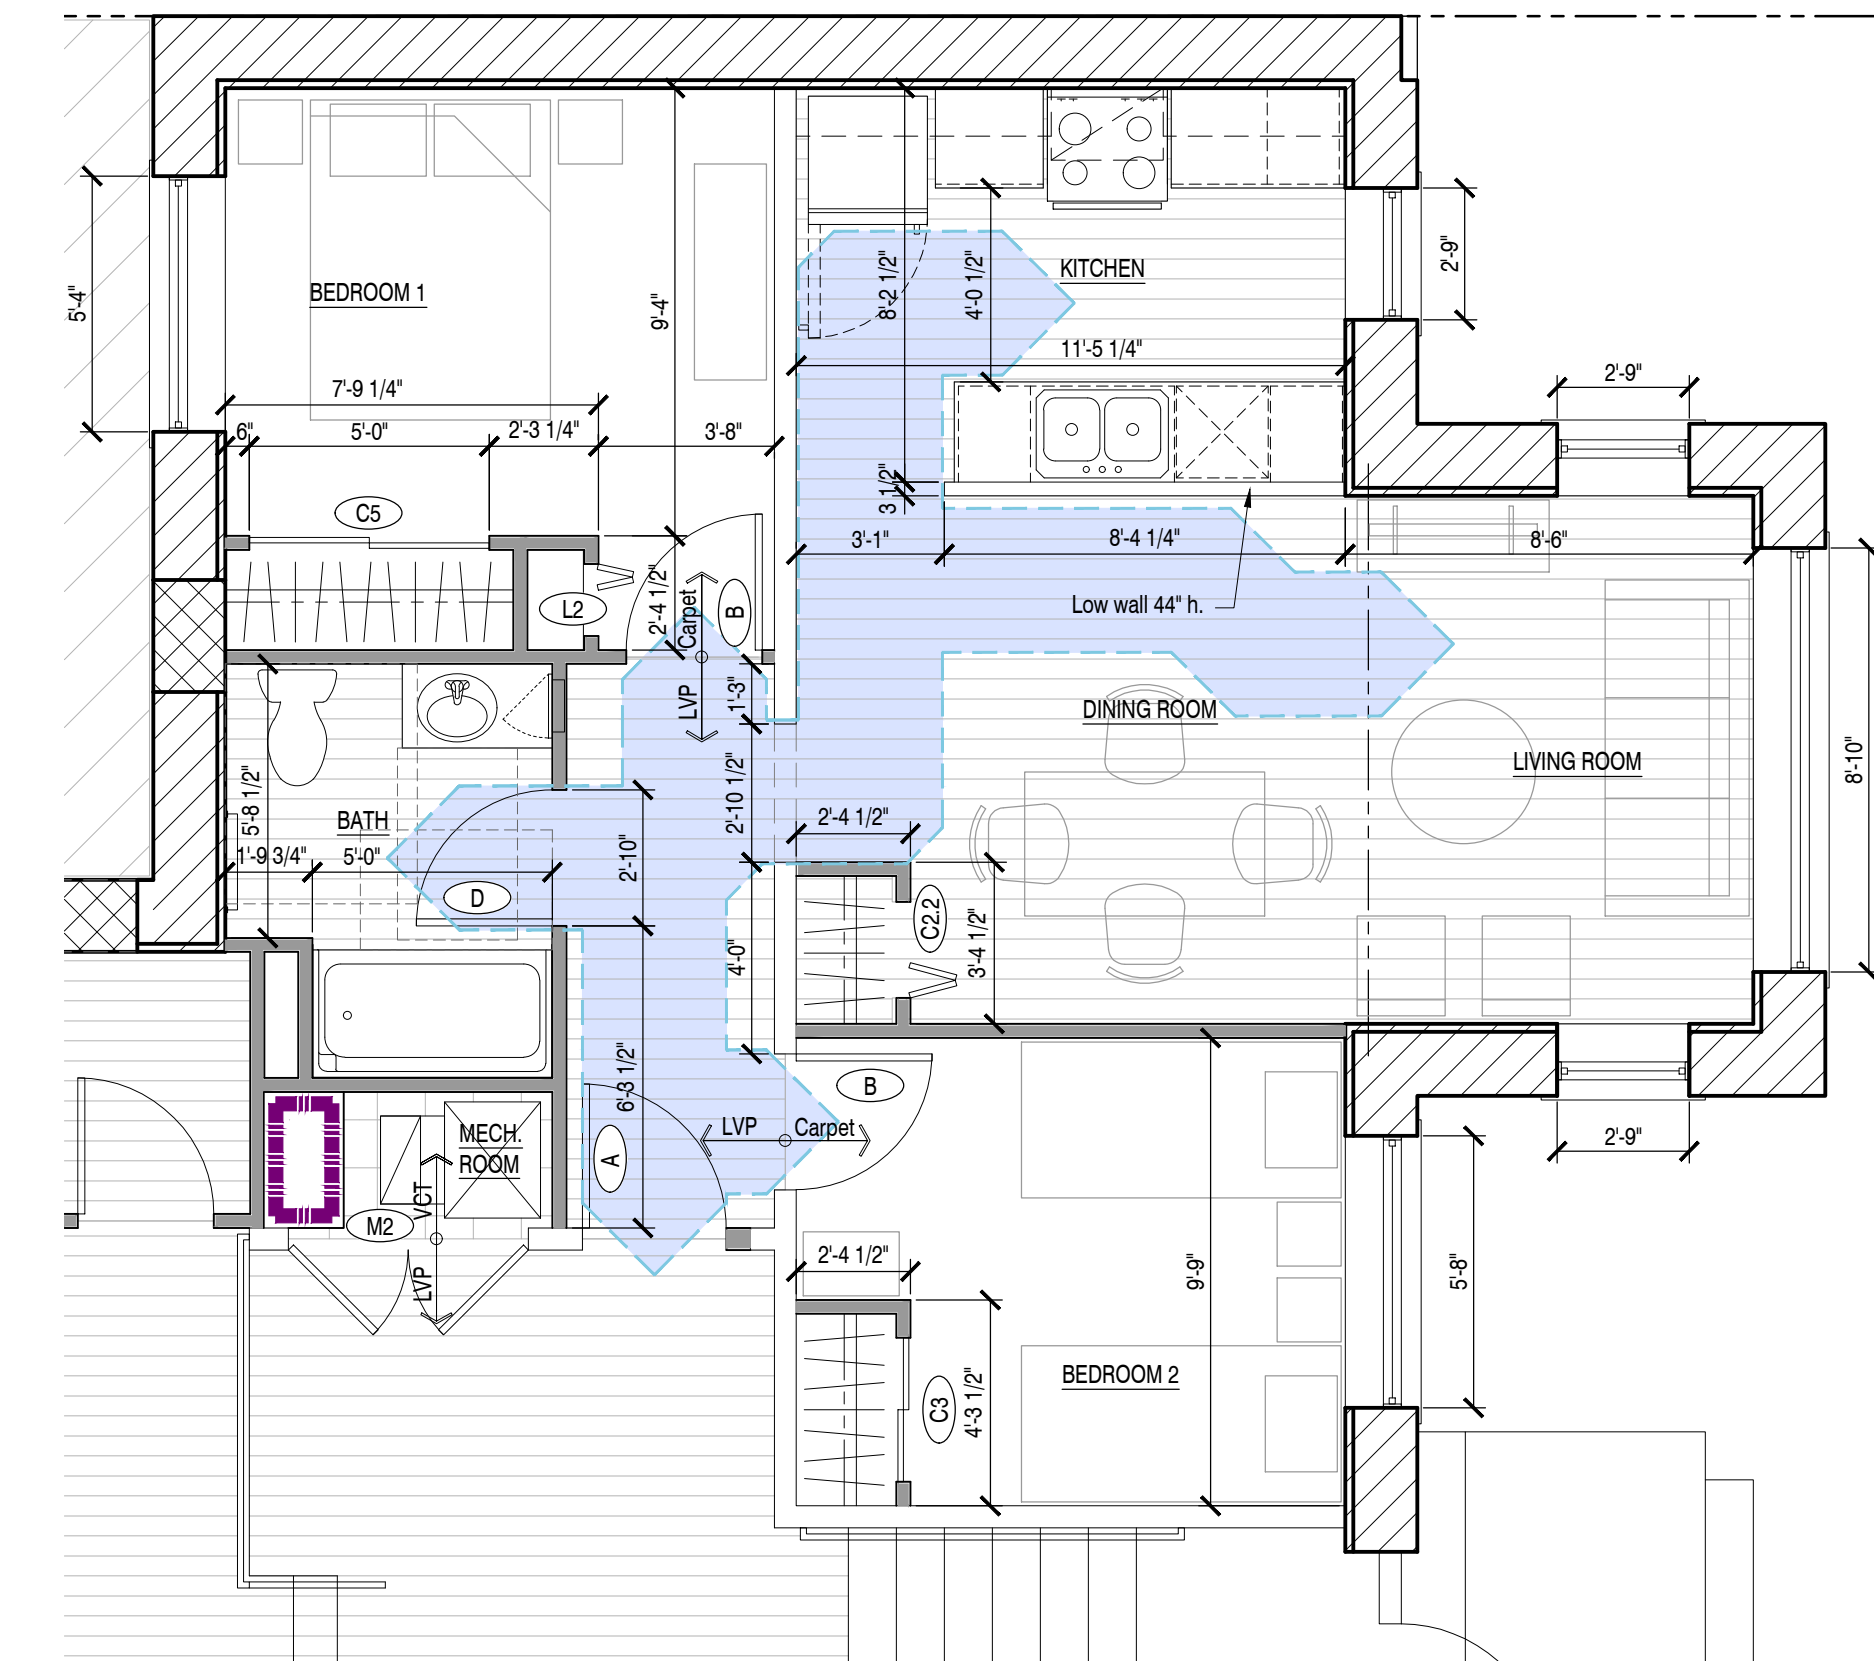 BEDROOM 1
5'-4"
9'-4"
8'-2 1/2"
4'-0 1/2"
KITCHEN
2'-9"
11'-5 1/4"
2'-9"
7'-9 1/4"
6"
5'-0"
2'-3 1/4"
3'-8"
3 1/2"
C5
3'-1"
8'-4 1/4"
8'-6"
L2
2'-4 1/2"
Carpet
LVP
B
Low wall 44" h.
1'-3"
DINING ROOM
LIVING ROOM
8'-10"
5'-8 1/2"
2'-10 1/2"
BATH
2'-4 1/2"
1'-9 3/4"
5'-0"
2'-10"
D
C2.2
3'-4 1/2"
4'-0"
6'-3 1/2"
B
LVP
Carpet
A
MECH.
ROOM
M2
VCT
LVP
2'-9"
2'-4 1/2"
9'-9"
5'-8"
BEDROOM 2
C3
4'-3 1/2"